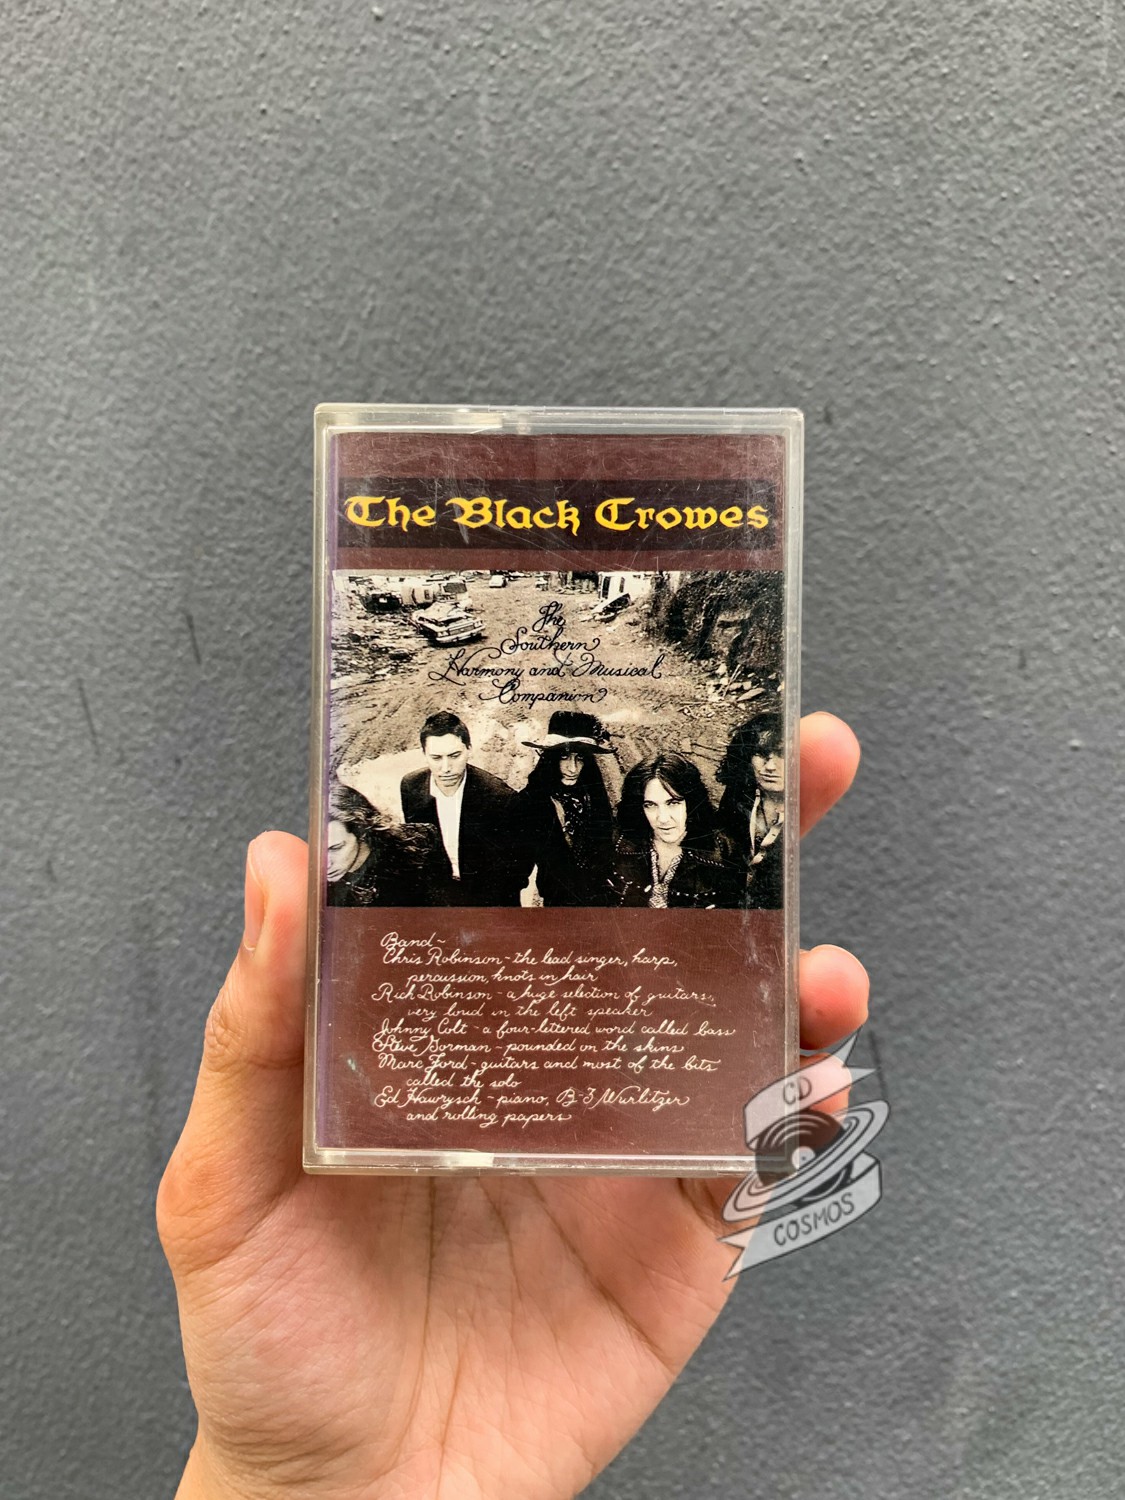 The Black Crowes
The
Southern
Harmony and Musical
Companion
Band~
Chris Robinson - the lead singer, harp,
percussion, knots in hair
Rich Robinson - a huge selection of guitars,
very loud in the left speaker
Johnny Colt - a four-lettered word called bass
Steve Gorman - pounded on the skins
Marc Ford - guitars and most of the bits
called the solo
Ed Hawrysch - piano, B-3 Wurlitzer
and rolling papers
CD
COSMOS